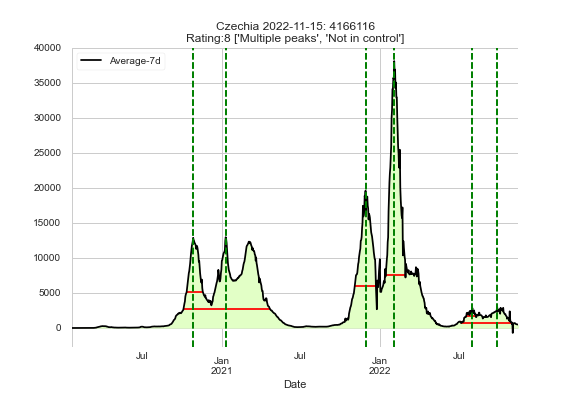 Czechia 2022-11-15: 4166116
Rating:8 ['Multiple peaks', 'Not in control']
Average-7d
40000
35000
30000
25000
20000
15000
10000
5000
0
Jul
Jan
2021
Jul
Jan
2022
Jul
Date